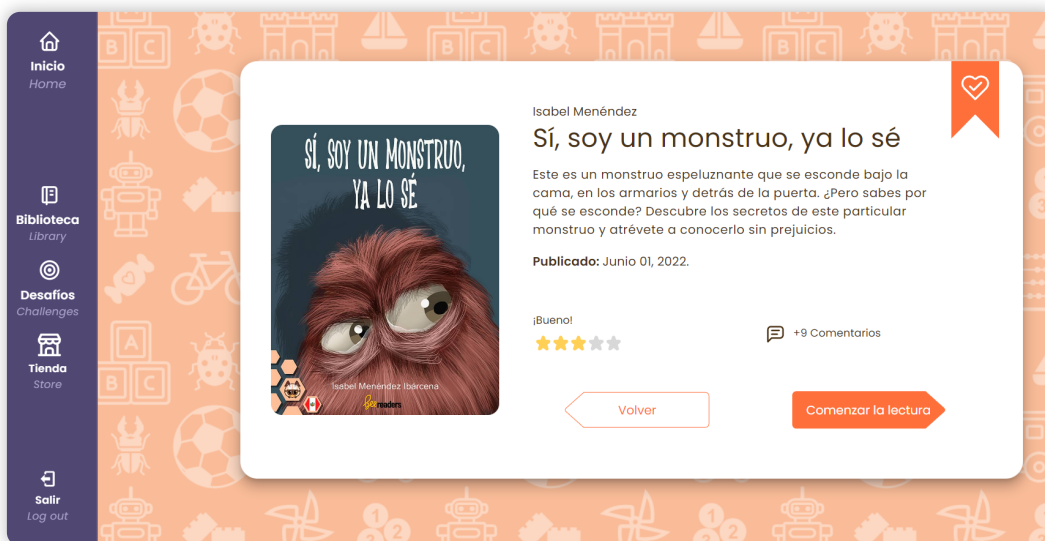 Inicio
Home
Biblioteca
Library
Desafíos
Challenges
Tienda
Store
Salir
Log out
SÍ, SOY UN MONSTRUO,
YA LO SÉ
Isabel Menéndez Ibárcena
Beereaders
Isabel Menéndez
Sí, soy un monstruo, ya lo sé
Este es un monstruo espeluznante que se esconde bajo la
cama, en los armarios y detrás de la puerta. ¿Pero sabes por
qué se esconde? Descubre los secretos de este particular
monstruo y atrévete a conocerlo sin prejuicios.
Publicado: Junio 01, 2022.
¡Bueno!
+9 Comentarios
Volver
Comenzar la lectura